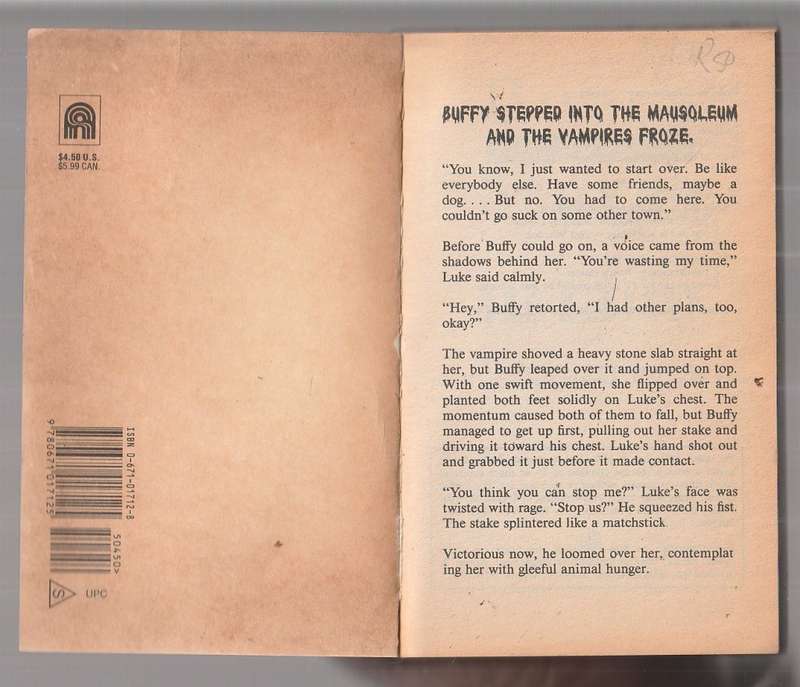 $4.50 U.S.
$5.99 CAN.
ISBN 0-671-01712-8
9 780671 017125
50450>
S
UPC
BUFFY STEPPED INTO THE MAUSOLEUM
AND THE VAMPIRES FROZE.
“You know, I just wanted to start over. Be like
everybody else. Have some friends, maybe a
dog. . . . But no. You had to come here. You
couldn’t go suck on some other town.”
Before Buffy could go on, a voice came from the
shadows behind her. “You’re wasting my time,”
Luke said calmly.
“Hey,” Buffy retorted, “I had other plans, too,
okay?”
The vampire shoved a heavy stone slab straight at
her, but Buffy leaped over it and jumped on top.
With one swift movement, she flipped over and
planted both feet solidly on Luke’s chest. The
momentum caused both of them to fall, but Buffy
managed to get up first, pulling out her stake and
driving it toward his chest. Luke’s hand shot out
and grabbed it just before it made contact.
“You think you can stop me?” Luke’s face was
twisted with rage. “Stop us?” He squeezed his fist.
The stake splintered like a matchstick
Victorious now, he loomed over her, contemplat
ing her with gleeful animal hunger.